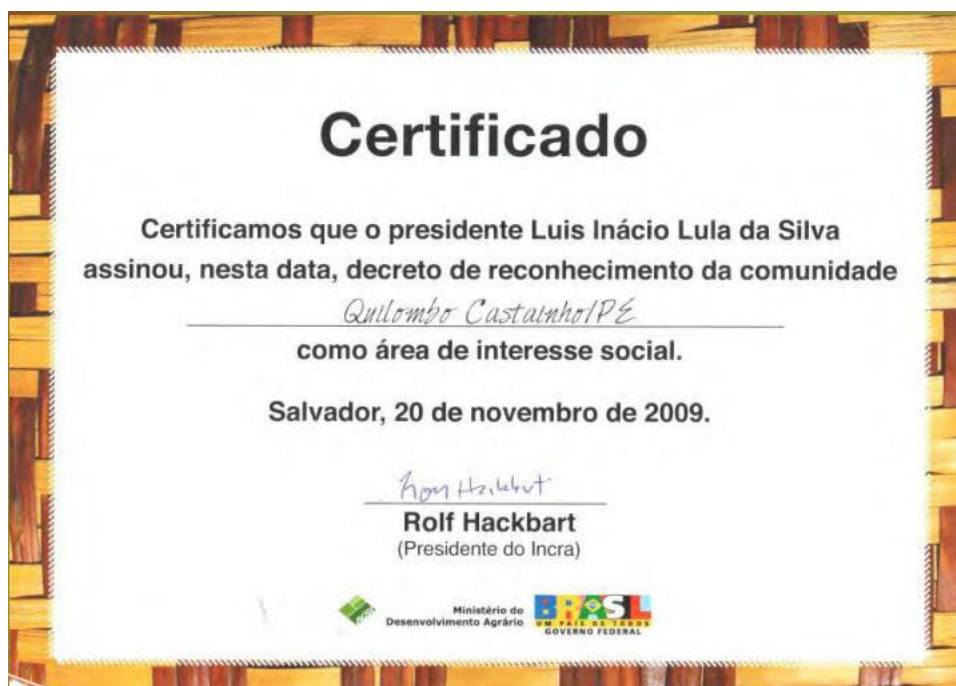 Certificado
Certificamos que o presidente Luis Inácio Lula da Silva
assinou, nesta data, decreto de reconhecimento da comunidade
Quilombo Castainho/PE
como área de interesse social.
Salvador, 20 de novembro de 2009.
Rolf Hackbart
(Presidente do Incra)
Ministério do
Desenvolvimento Agrário
BRASIL
UM PAÍS DE TODOS
GOVERNO FEDERAL